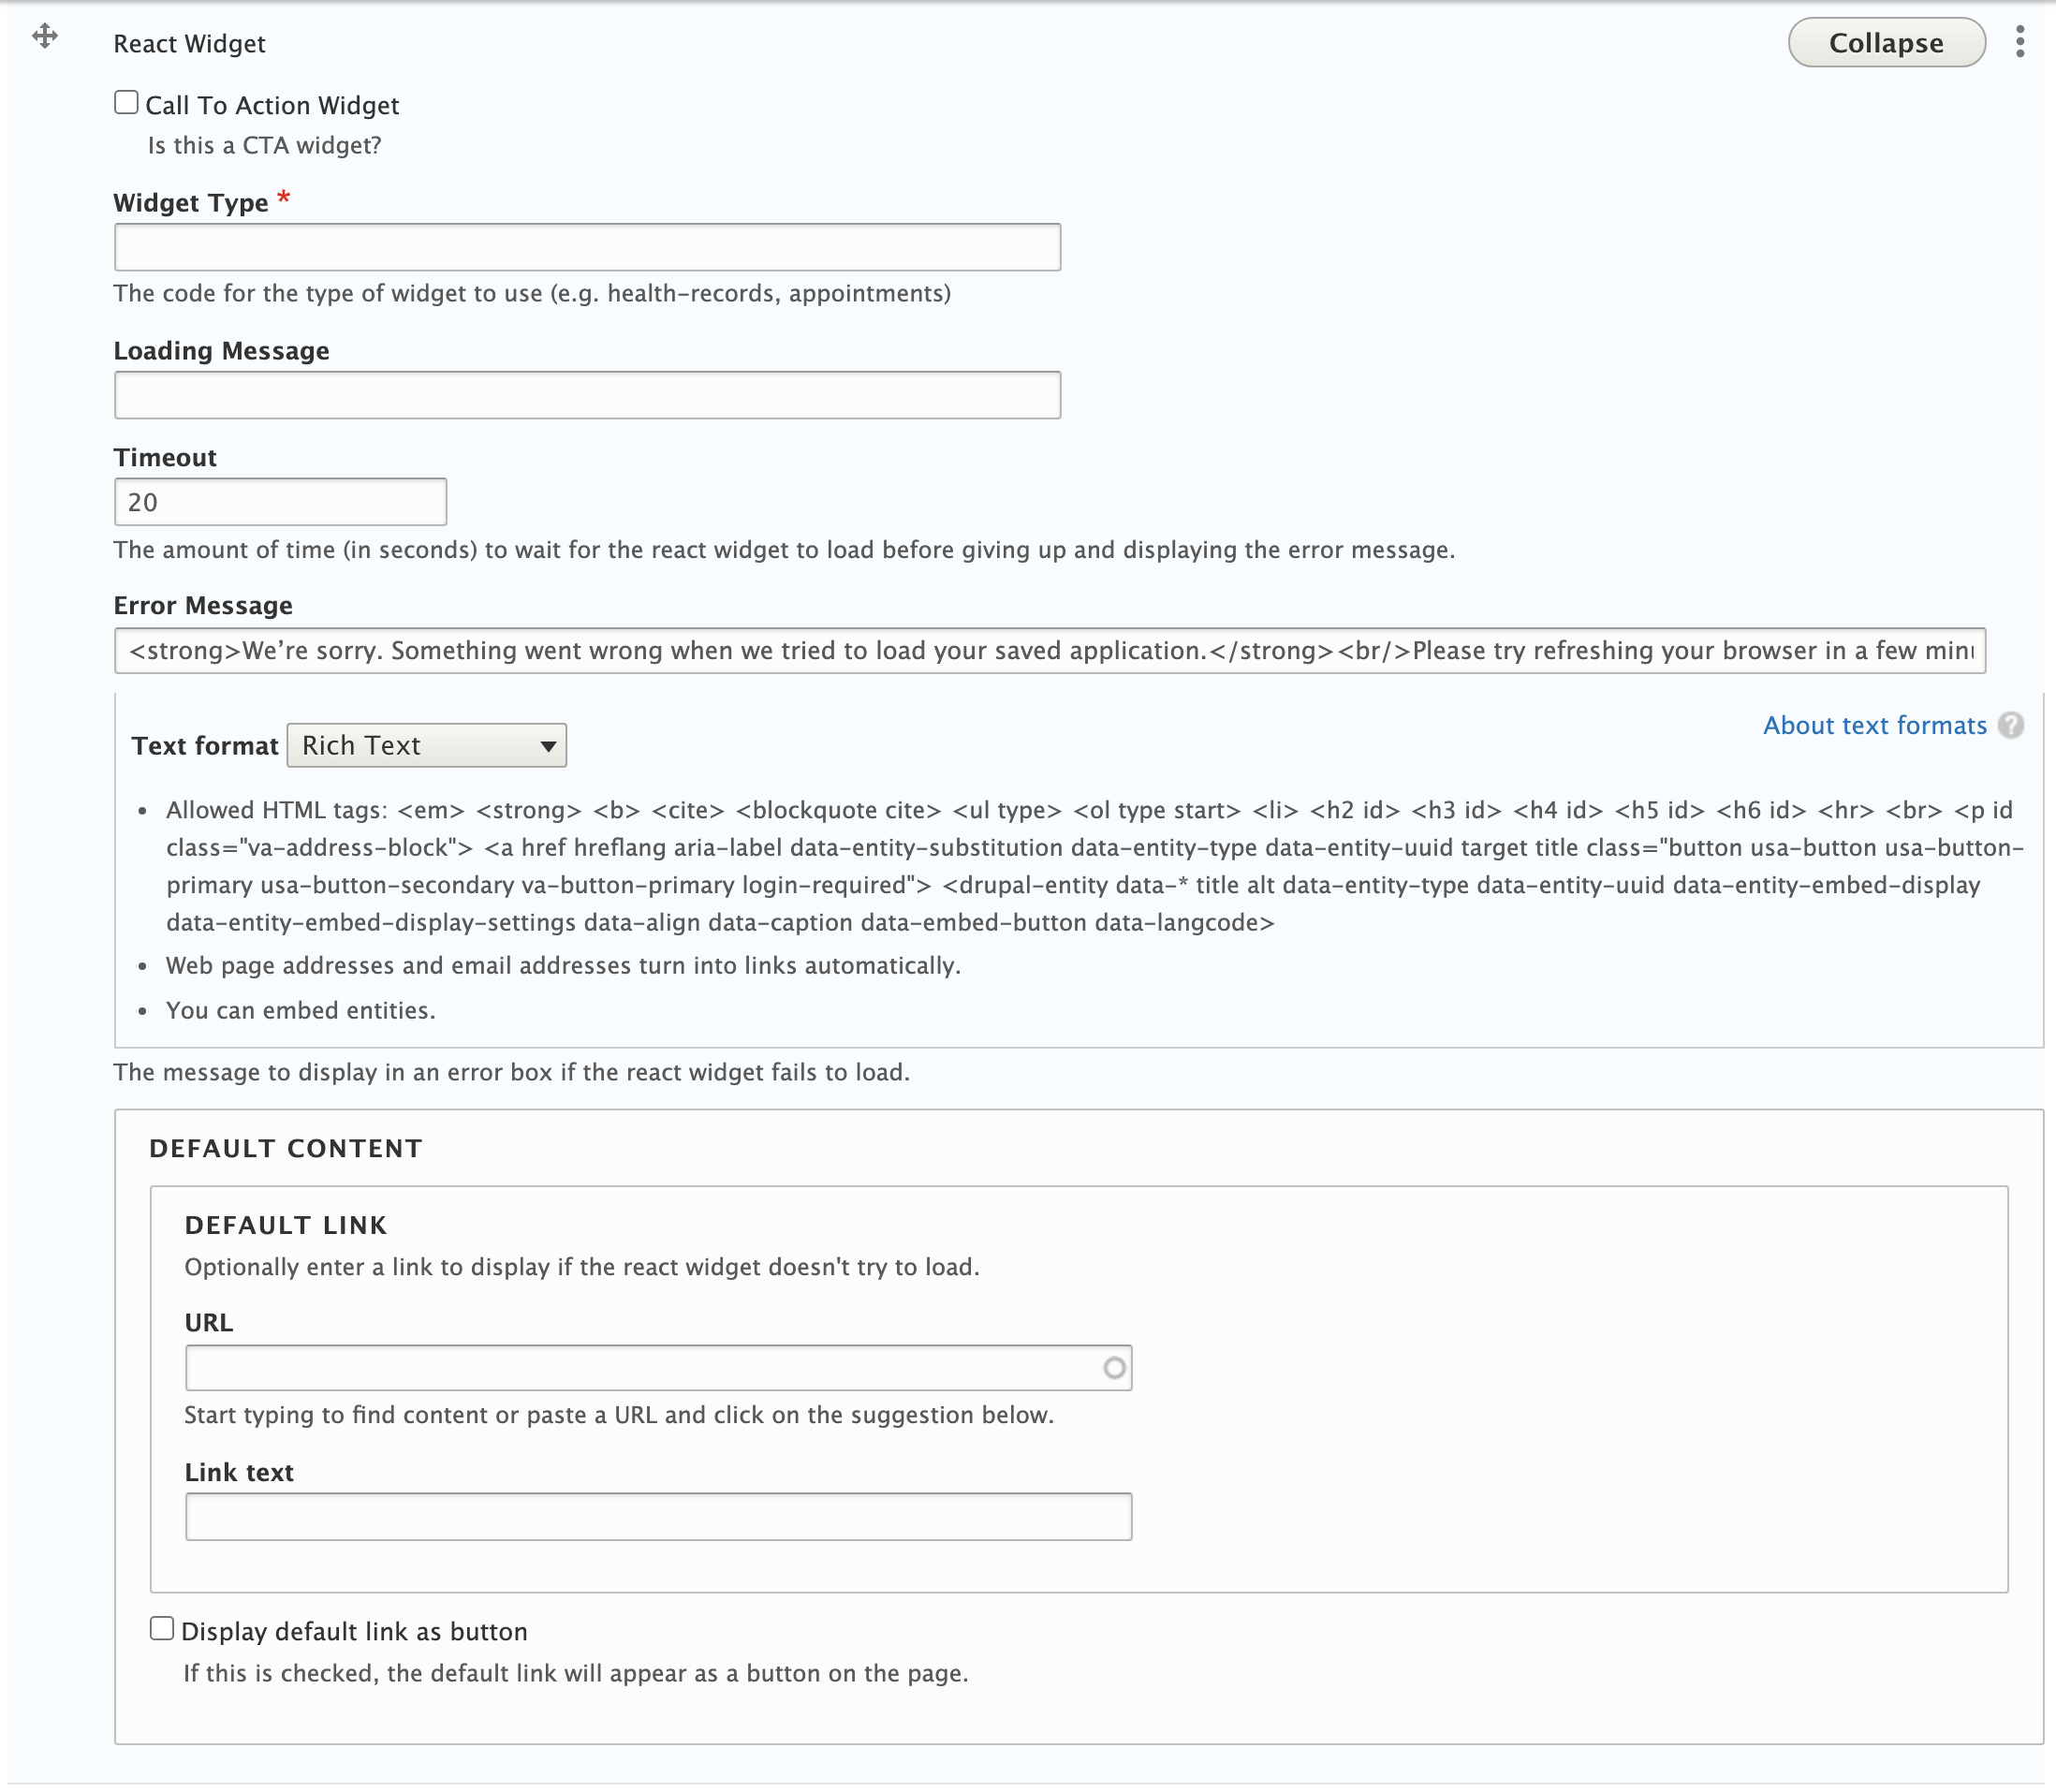 React Widget
Collapse
Call To Action Widget
Is this a CTA widget?
Widget Type *
The code for the type of widget to use (e.g. health-records, appointments)
Loading Message
Timeout
20
The amount of time (in seconds) to wait for the react widget to load before giving up and displaying the error message.
Error Message
<strong>We’re sorry. Something went wrong when we tried to load your saved application.</strong><br/>Please try refreshing your browser in a few
About text formats ?
Text format Rich Text
• Allowed HTML tags: <em> <strong> <b> <cite> <blockquote cite> <ul type> <ol type start> <li> <h2 id> <h3 id> <h4 id> <h5 id> <h6 id> <hr> <br> <p id
class="va-address-block"> <a href hreflang aria-label data-entity-substitution data-entity-type data-entity-uuid target title class="button usa-button usa-button-
primary usa-button-secondary va-button-primary login-required"> <drupal-entity data-* title alt data-entity-type data-entity-uuid data-entity-embed-display
data-entity-embed-display-settings data-align data-caption data-embed-button data-langcode>
• Web page addresses and email addresses turn into links automatically.
• You can embed entities.
The message to display in an error box if the react widget fails to load.
DEFAULT CONTENT
DEFAULT LINK
Optionally enter a link to display if the react widget doesn't try to load.
URL
Start typing to find content or paste a URL and click on the suggestion below.
Link text
Display default link as button
If this is checked, the default link will appear as a button on the page.